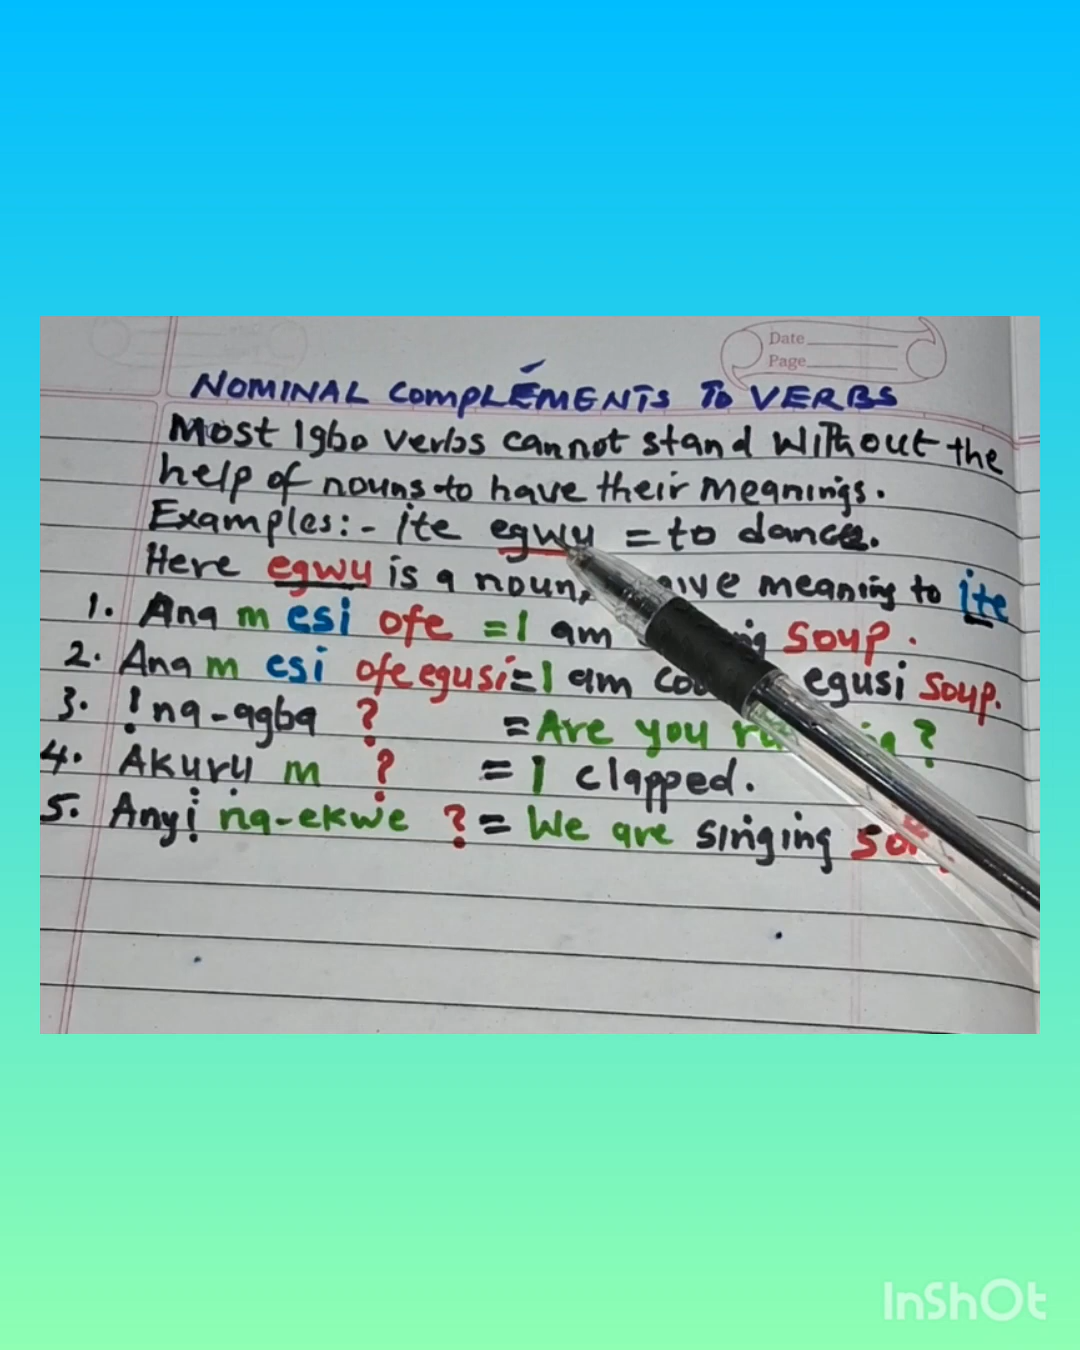 Date
Page
NOMINAL COMPLÉMENTS TO VERBS
Most Igbo verbs cannot stand without the
help of nouns to have their meanings.
Examples:- ite egwu = to dance.
Here egwu is a noun, meaning to ite
1. Ana m esi ofe = I am soup.
2. Ana m esi ofe egusi = I am egusi soup.
3. Ị na-agba ? = Are you ?
4. Akụrụ m ? = I clapped.
5. Anyị na-ekwe ? = We are singing
InShOt